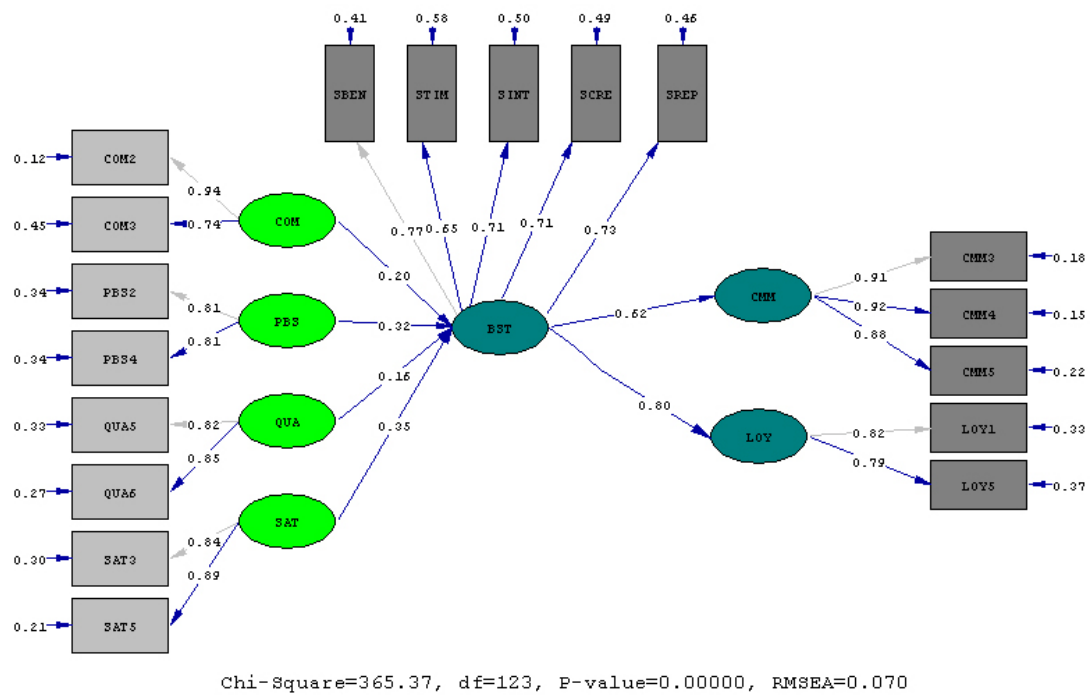 0.41 0.58 0.50 0.49 0.46
SBEN STIM SINT SCRE SREP
0.12 COM2
0.94
0.45 COM3 0.74 COM
0.77 0.65 0.71 0.71 0.73
0.20
0.34 PBS2
0.81
PBS 0.32 BST
0.34 PBS4 0.81
0.16
0.33 QUA5 0.82 QUA
0.35
0.27 QUA6 0.85
0.30 SAT3 0.84 SAT
0.89
0.21 SAT5
0.62 CMM 0.91 CMM3 0.18
0.92 CMM4 0.15
0.88 CMM5 0.22
0.80 LOY 0.82 LOY1 0.33
0.79 LOY5 0.37
Chi-Square=365.37, df=123, P-value=0.00000, RMSEA=0.070